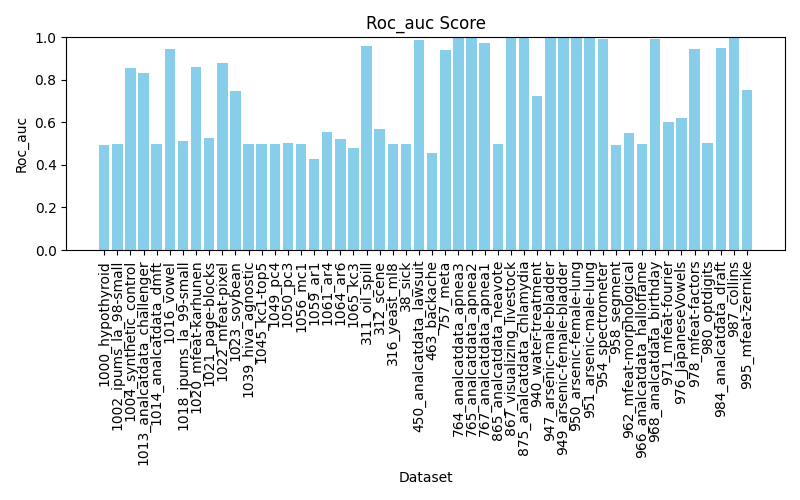 Roc_auc Score
Roc_auc
1.0
0.8
0.6
0.4
0.2
0.0
1000_hypothyroid
1002_ipums_la_98-small
1004_synthetic_control
1013_analcatdata_challenger
1014_analcatdata_dmft
1016_vowel
1018_ipums_la_99-small
1020_mfeat-karhunen
1021_page-blocks
1022_mfeat-pixel
1023_soybean
1039_hiva_agnostic
1045_kc1-top5
1049_pc4
1050_pc3
1056_mc1
1059_ar1
1061_ar4
1064_ar6
1065_kc3
311_oil_spill
312_scene
316_yeast_ml8
38_sick
450_analcatdata_lawsuit
463_backache
757_meta
764_analcatdata_apnea3
765_analcatdata_apnea2
767_analcatdata_apnea1
865_analcatdata_neavote
867_visualizing_livestock
875_analcatdata_chlamydia
940_water-treatment
947_arsenic-male-bladder
949_arsenic-female-bladder
950_arsenic-female-lung
951_arsenic-male-lung
954_spectrometer
958_segment
962_mfeat-morphological
966_analcatdata_halloffame
968_analcatdata_birthday
971_mfeat-fourier
976_JapaneseVowels
978_mfeat-factors
980_optdigits
984_analcatdata_draft
987_collins
995_mfeat-zernike
Dataset